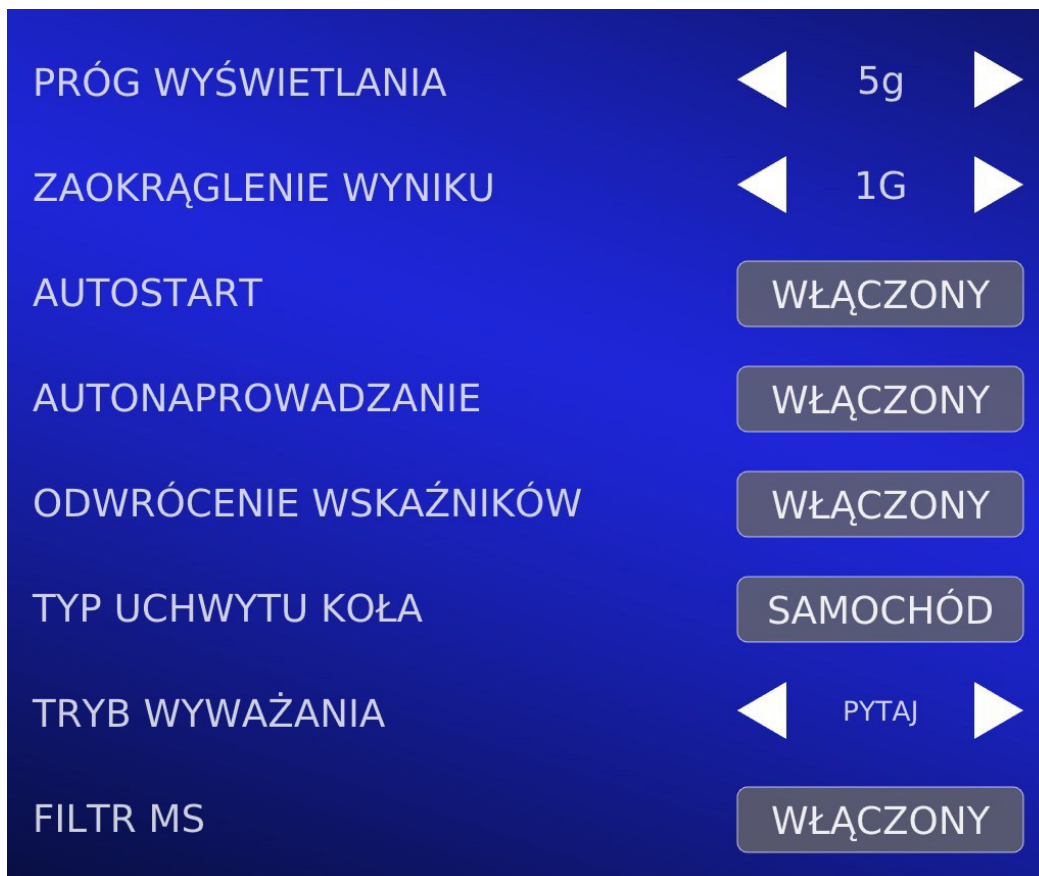 PRÓG WYŚWIETLANIA 5g
ZAOKRĄGLENIE WYNIKU 1G
AUTOSTART WŁĄCZONY
AUTONAPROWADZANIE WŁĄCZONY
ODWRÓCENIE WSKAŹNIKÓW WŁĄCZONY
TYP UCHWYTU KOŁA SAMOCHÓD
TRYB WYWAŻANIA PYTAJ
FILTR MS WŁĄCZONY